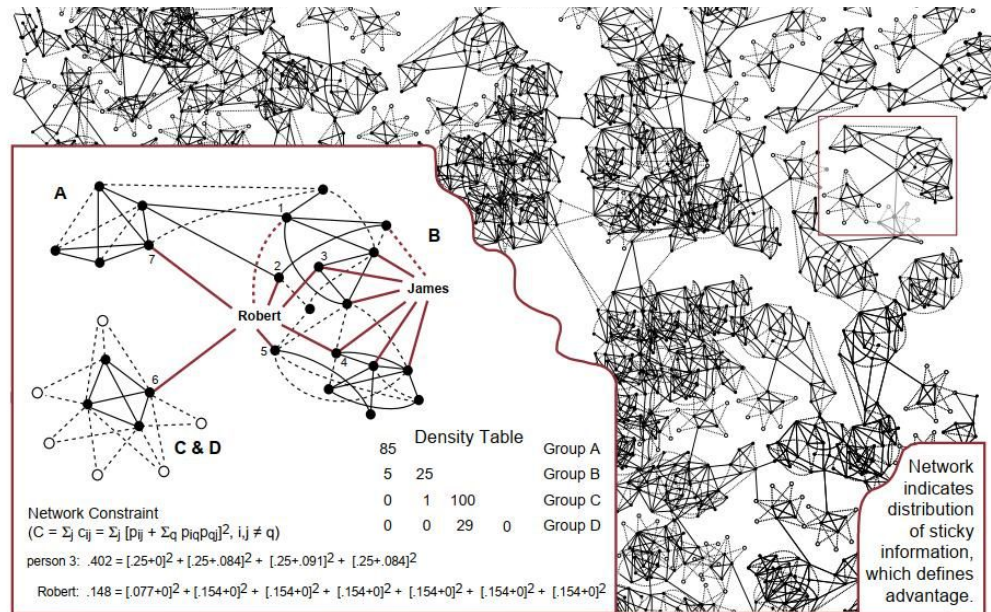 A
1
B
2
3
James
7
Robert
5
4
6
C & D
Density Table
85 Group A
5 25 Group B
0 1 100 Group C
0 0 29 0 Group D
Network Constraint
(C = Σj cij = Σj [pij + Σq piqpqj]2, i,j ≠ q)
person 3: .402 = [.25+0]2 + [.25+.084]2 + [.25+.091]2 + [.25+.084]2
Robert: .148 = [.077+0]2 + [.154+0]2 + [.154+0]2 + [.154+0]2 + [.154+0]2 + [.154+0]2 + [.154+0]2
Network
indicates
distribution
of sticky
information,
which defines
advantage.